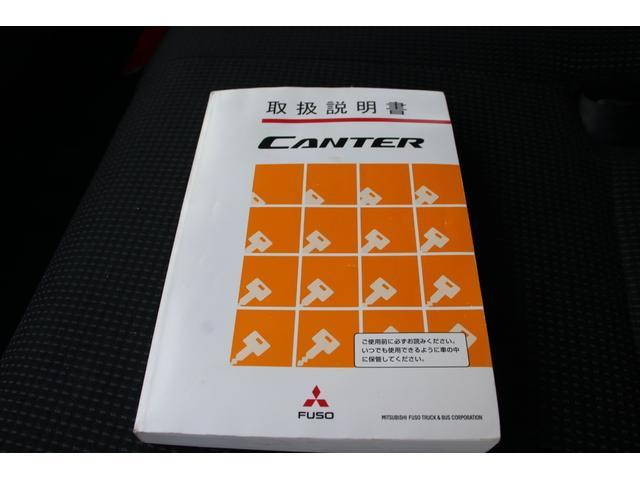 取扱説明書
CANTER
ご使用前に必ずお読みください。
いつでも使用できるように車の中
に保管してください。
FUSO
MITSUBISHI FUSO TRUCK & BUS CORPORATION